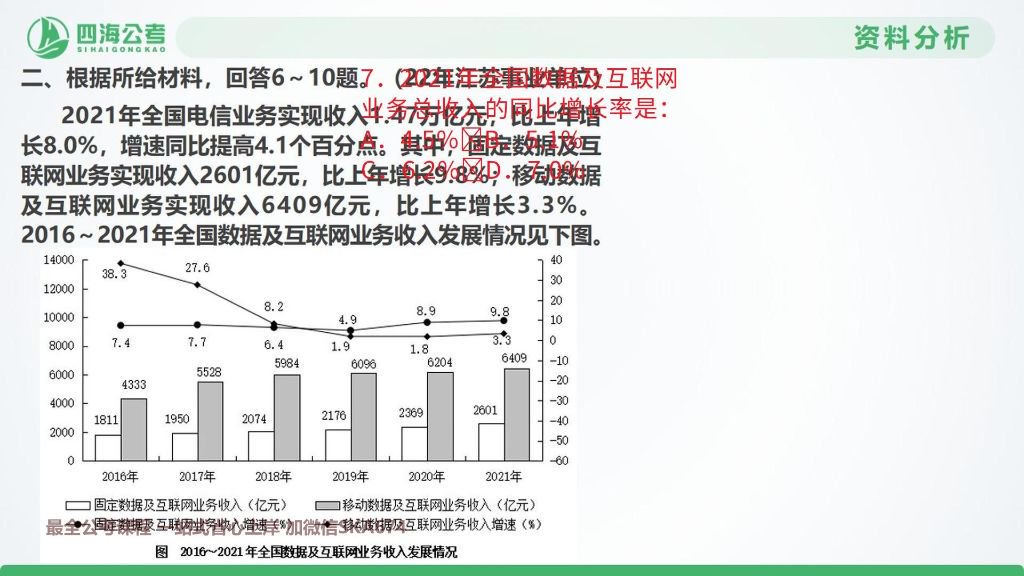 四海公考
SIHAIGONGKAO
资料分析
二、根据所给材料，回答6～10题。（2022年江苏事业单位）
2021年全国电信业务实现收入1.47万亿元，比上年增
长8.0%，增速同比提高4.1个百分点。其中，固定数据及互
联网业务实现收入2601亿元，比上年增长9.8%；移动数据
及互联网业务实现收入6409亿元，比上年增长3.3%。
2016～2021年全国数据及互联网业务收入发展情况见下图。
7．2021年全国数据及互联网
业务总收入的同比增长率是：
A．4.5% B．5.1%
C．6.2% D．7.0%
14000
12000
10000
8000
6000
4000
2000
0
40
30
20
10
0
-10
-20
-30
-40
-50
-60
38.3 27.6 8.2 4.9 8.9 9.8
7.4 7.7 6.4 1.9 1.8 3.3
4333 5528 5984 6096 6204 6409
1811 1950 2074 2176 2369 2601
2016年 2017年 2018年 2019年 2020年 2021年
固定数据及互联网业务收入（亿元） 移动数据及互联网业务收入（亿元）
固定数据及互联网业务收入增速（%） 移动数据及互联网业务收入增速（%）
最全公考课程 一站式省心上岸 加微信
图 2016～2021年全国数据及互联网业务收入发展情况